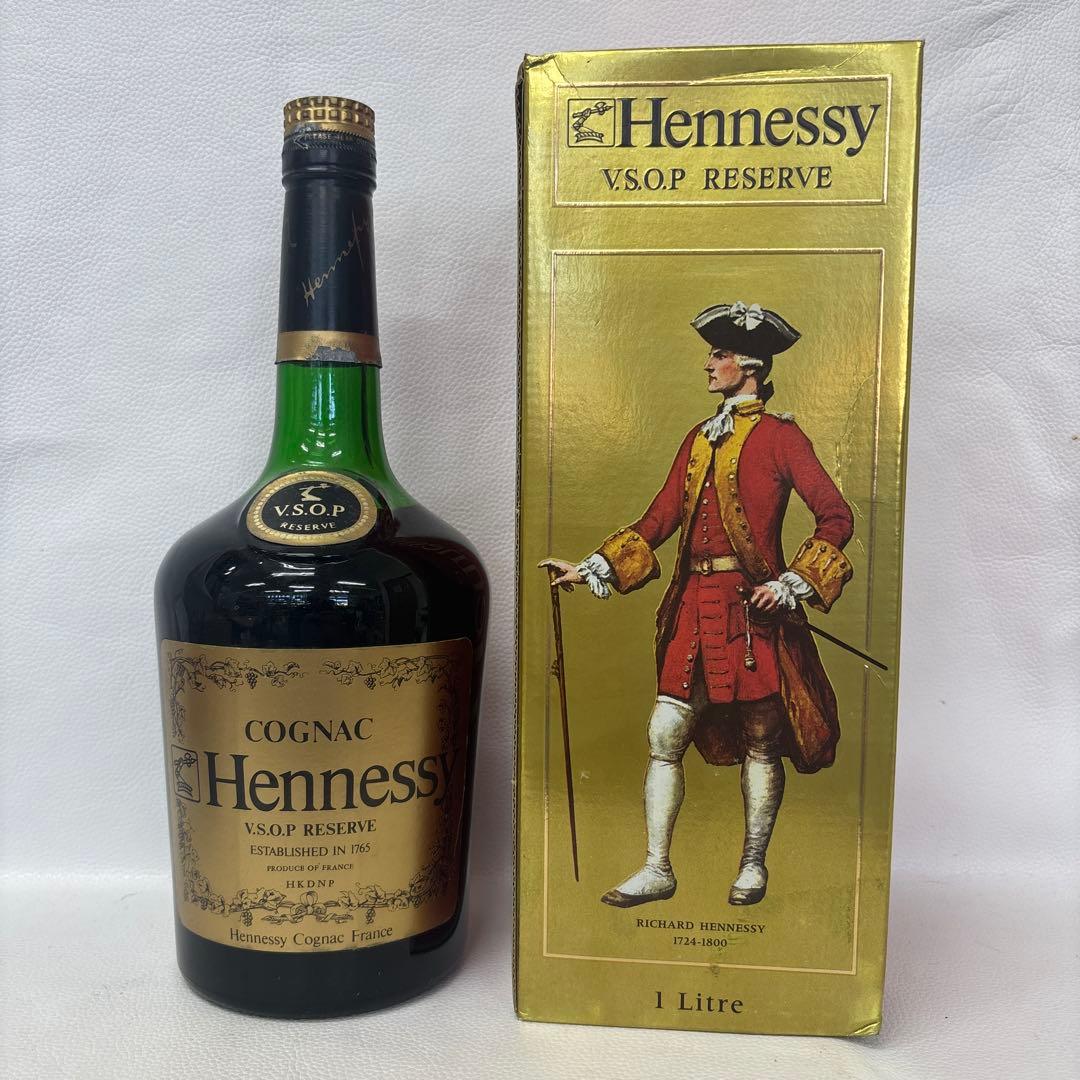 Hennessy
V.S.O.P
RESERVE
COGNAC
Hennessy
V.S.O.P RESERVE
ESTABLISHED IN 1765
PRODUCE OF FRANCE
HKDNP
Hennessy Cognac France
Hennessy
V.S.O.P RESERVE
RICHARD HENNESSY
1724-1800
1 Litre